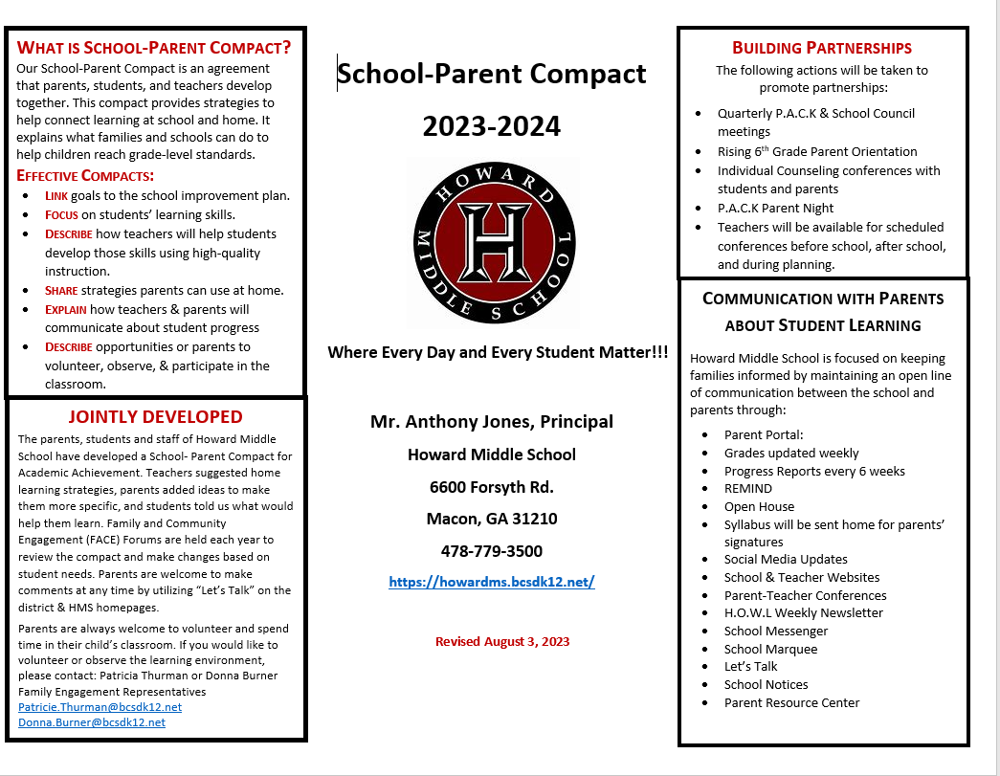 WHAT IS SCHOOL-PARENT COMPACT?
Our School-Parent Compact is an agreement
that parents, students, and teachers develop
together. This compact provides strategies to
help connect learning at school and home. It
explains what families and schools can do to
help children reach grade-level standards.
EFFECTIVE COMPACTS:
• LINK goals to the school improvement plan.
• FOCUS on students' learning skills.
• DESCRIBE how teachers will help students
develop those skills using high-quality
instruction.
• SHARE strategies parents can use at home.
• EXPLAIN how teachers & parents will
communicate about student progress
• DESCRIBE opportunities or parents to
volunteer, observe, & participate in the
classroom.
JOINTLY DEVELOPED
The parents, students and staff of Howard Middle
School have developed a School- Parent Compact for
Academic Achievement. Teachers suggested home
learning strategies, parents added ideas to make
them more specific, and students told us what would
help them learn. Family and Community
Engagement (FACE) Forums are held each year to
review the compact and make changes based on
student needs. Parents are welcome to make
comments at any time by utilizing “Let’s Talk” on the
district & HMS homepages.
Parents are always welcome to volunteer and spend
time in their child’s classroom. If you would like to
volunteer or observe the learning environment,
please contact: Patricia Thurman or Donna Burner
Family Engagement Representatives
Patricie.Thurman@bcsdk12.net
Donna.Burner@bcsdk12.net
School-Parent Compact
2023-2024
HOWARD
H
MIDDLE SCHOOL
Where Every Day and Every Student Matter!!!
Mr. Anthony Jones, Principal
Howard Middle School
6600 Forsyth Rd.
Macon, GA 31210
478-779-3500
https://howardms.bcsdk12.net/
Revised August 3, 2023
BUILDING PARTNERSHIPS
The following actions will be taken to
promote partnerships:
• Quarterly P.A.C.K & School Council
meetings
• Rising 6th Grade Parent Orientation
• Individual Counseling conferences with
students and parents
• P.A.C.K Parent Night
• Teachers will be available for scheduled
conferences before school, after school,
and during planning.
COMMUNICATION WITH PARENTS
ABOUT STUDENT LEARNING
Howard Middle School is focused on keeping
families informed by maintaining an open line
of communication between the school and
parents through:
• Parent Portal:
• Grades updated weekly
• Progress Reports every 6 weeks
• REMIND
• Open House
• Syllabus will be sent home for parents’
signatures
• Social Media Updates
• School & Teacher Websites
• Parent-Teacher Conferences
• H.O.W.L Weekly Newsletter
• School Messenger
• School Marquee
• Let’s Talk
• School Notices
• Parent Resource Center